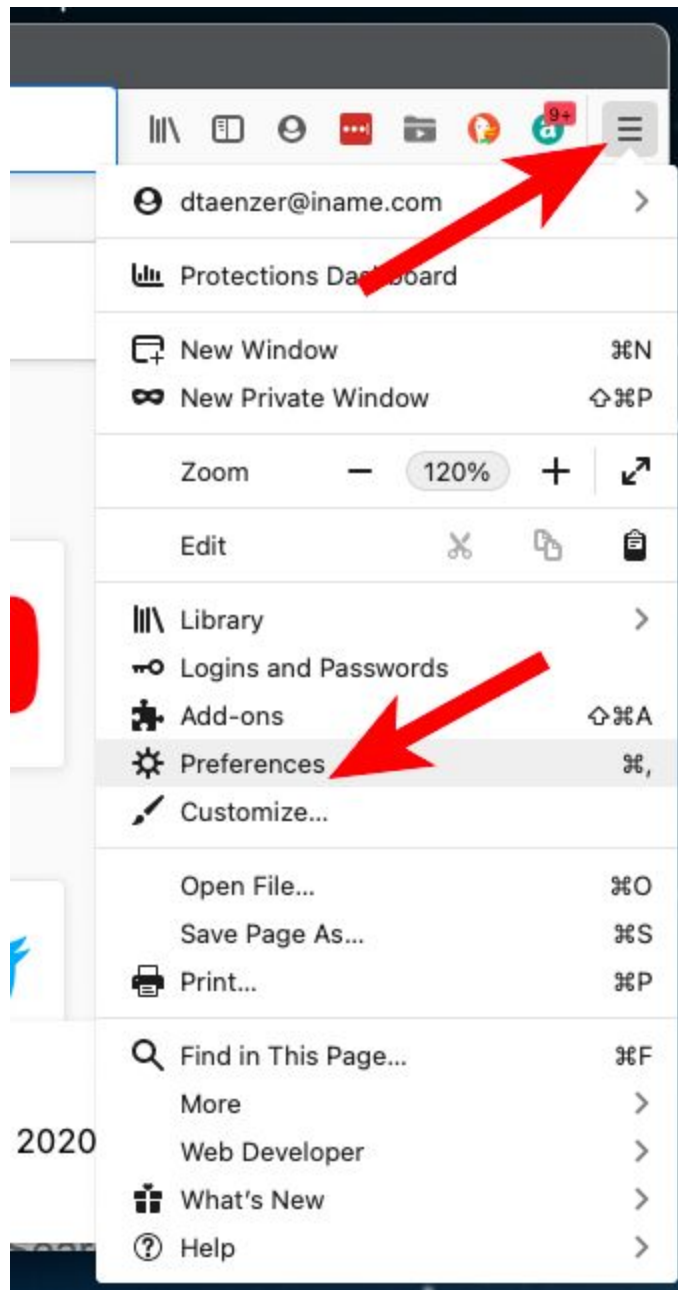 9+
dtaenzer@iname.com
Protections Dashboard
New Window ⌘N
New Private Window ⇧⌘P
Zoom 120%
Edit
Library
Logins and Passwords
Add-ons ⇧⌘A
Preferences ⌘,
Customize...
Open File... ⌘O
Save Page As... ⌘S
Print... ⌘P
Find in This Page... ⌘F
More
2020
Web Developer
What's New
Help